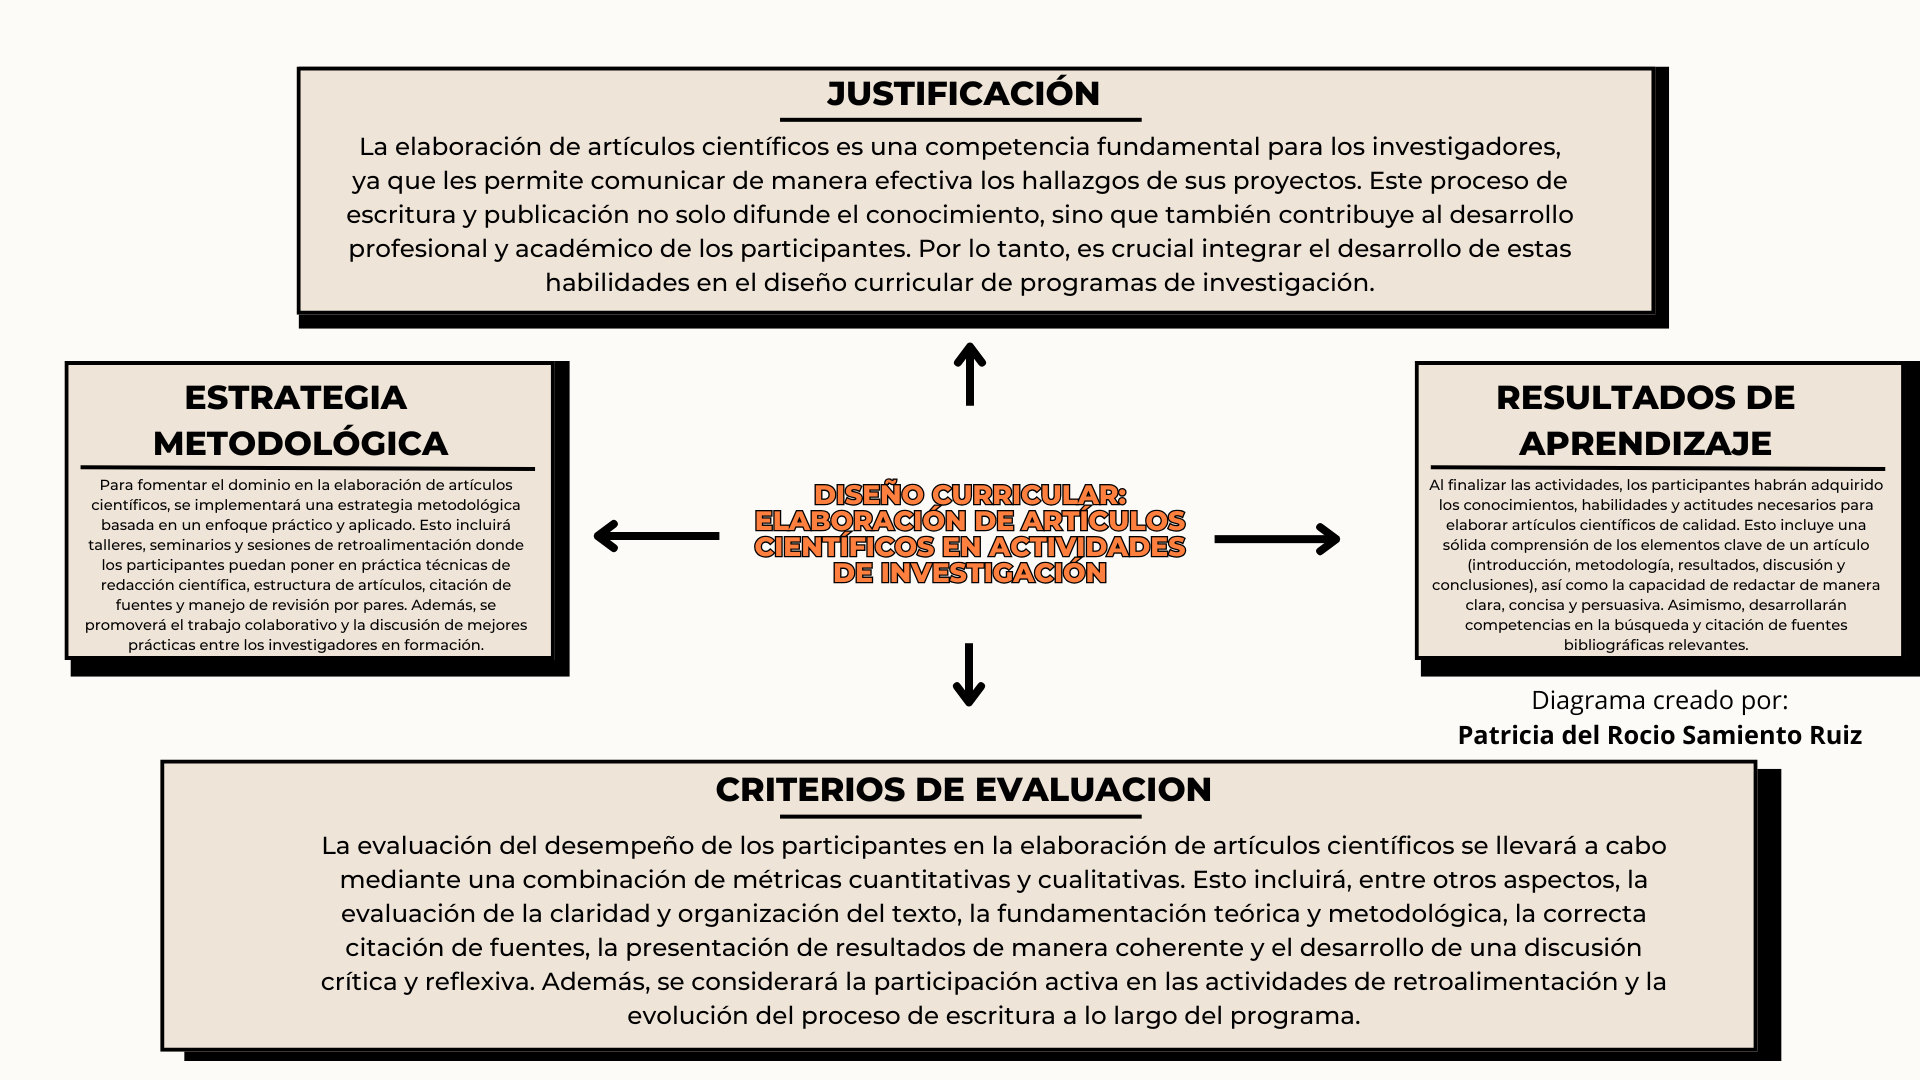 JUSTIFICACIÓN
La elaboración de artículos científicos es una competencia fundamental para los investigadores,
ya que les permite comunicar de manera efectiva los hallazgos de sus proyectos. Este proceso de
escritura y publicación no solo difunde el conocimiento, sino que también contribuye al desarrollo
profesional y académico de los participantes. Por lo tanto, es crucial integrar el desarrollo de estas
habilidades en el diseño curricular de programas de investigación.
ESTRATEGIA
METODOLÓGICA
Para fomentar el dominio en la elaboración de artículos
científicos, se implementará una estrategia metodológica
basada en un enfoque práctico y aplicado. Esto incluirá
talleres, seminarios y sesiones de retroalimentación donde
los participantes puedan poner en práctica técnicas de
redacción científica, estructura de artículos, citación de
fuentes y manejo de revisión por pares. Además, se
promoverá el trabajo colaborativo y la discusión de mejores
prácticas entre los investigadores en formación.
DISEÑO CURRICULAR:
ELABORACIÓN DE ARTÍCULOS
CIENTÍFICOS EN ACTIVIDADES
DE INVESTIGACIÓN
RESULTADOS DE
APRENDIZAJE
Al finalizar las actividades, los participantes habrán adquirido
los conocimientos, habilidades y actitudes necesarios para
elaborar artículos científicos de calidad. Esto incluye una
sólida comprensión de los elementos clave de un artículo
(introducción, metodología, resultados, discusión y
conclusiones), así como la capacidad de redactar de manera
clara, concisa y persuasiva. Asimismo, desarrollarán
competencias en la búsqueda y citación de fuentes
bibliográficas relevantes.
Diagrama creado por:
Patricia del Rocio Samiento Ruiz
CRITERIOS DE EVALUACION
La evaluación del desempeño de los participantes en la elaboración de artículos científicos se llevará a cabo
mediante una combinación de métricas cuantitativas y cualitativas. Esto incluirá, entre otros aspectos, la
evaluación de la claridad y organización del texto, la fundamentación teórica y metodológica, la correcta
citación de fuentes, la presentación de resultados de manera coherente y el desarrollo de una discusión
crítica y reflexiva. Además, se considerará la participación activa en las actividades de retroalimentación y la
evolución del proceso de escritura a lo largo del programa.